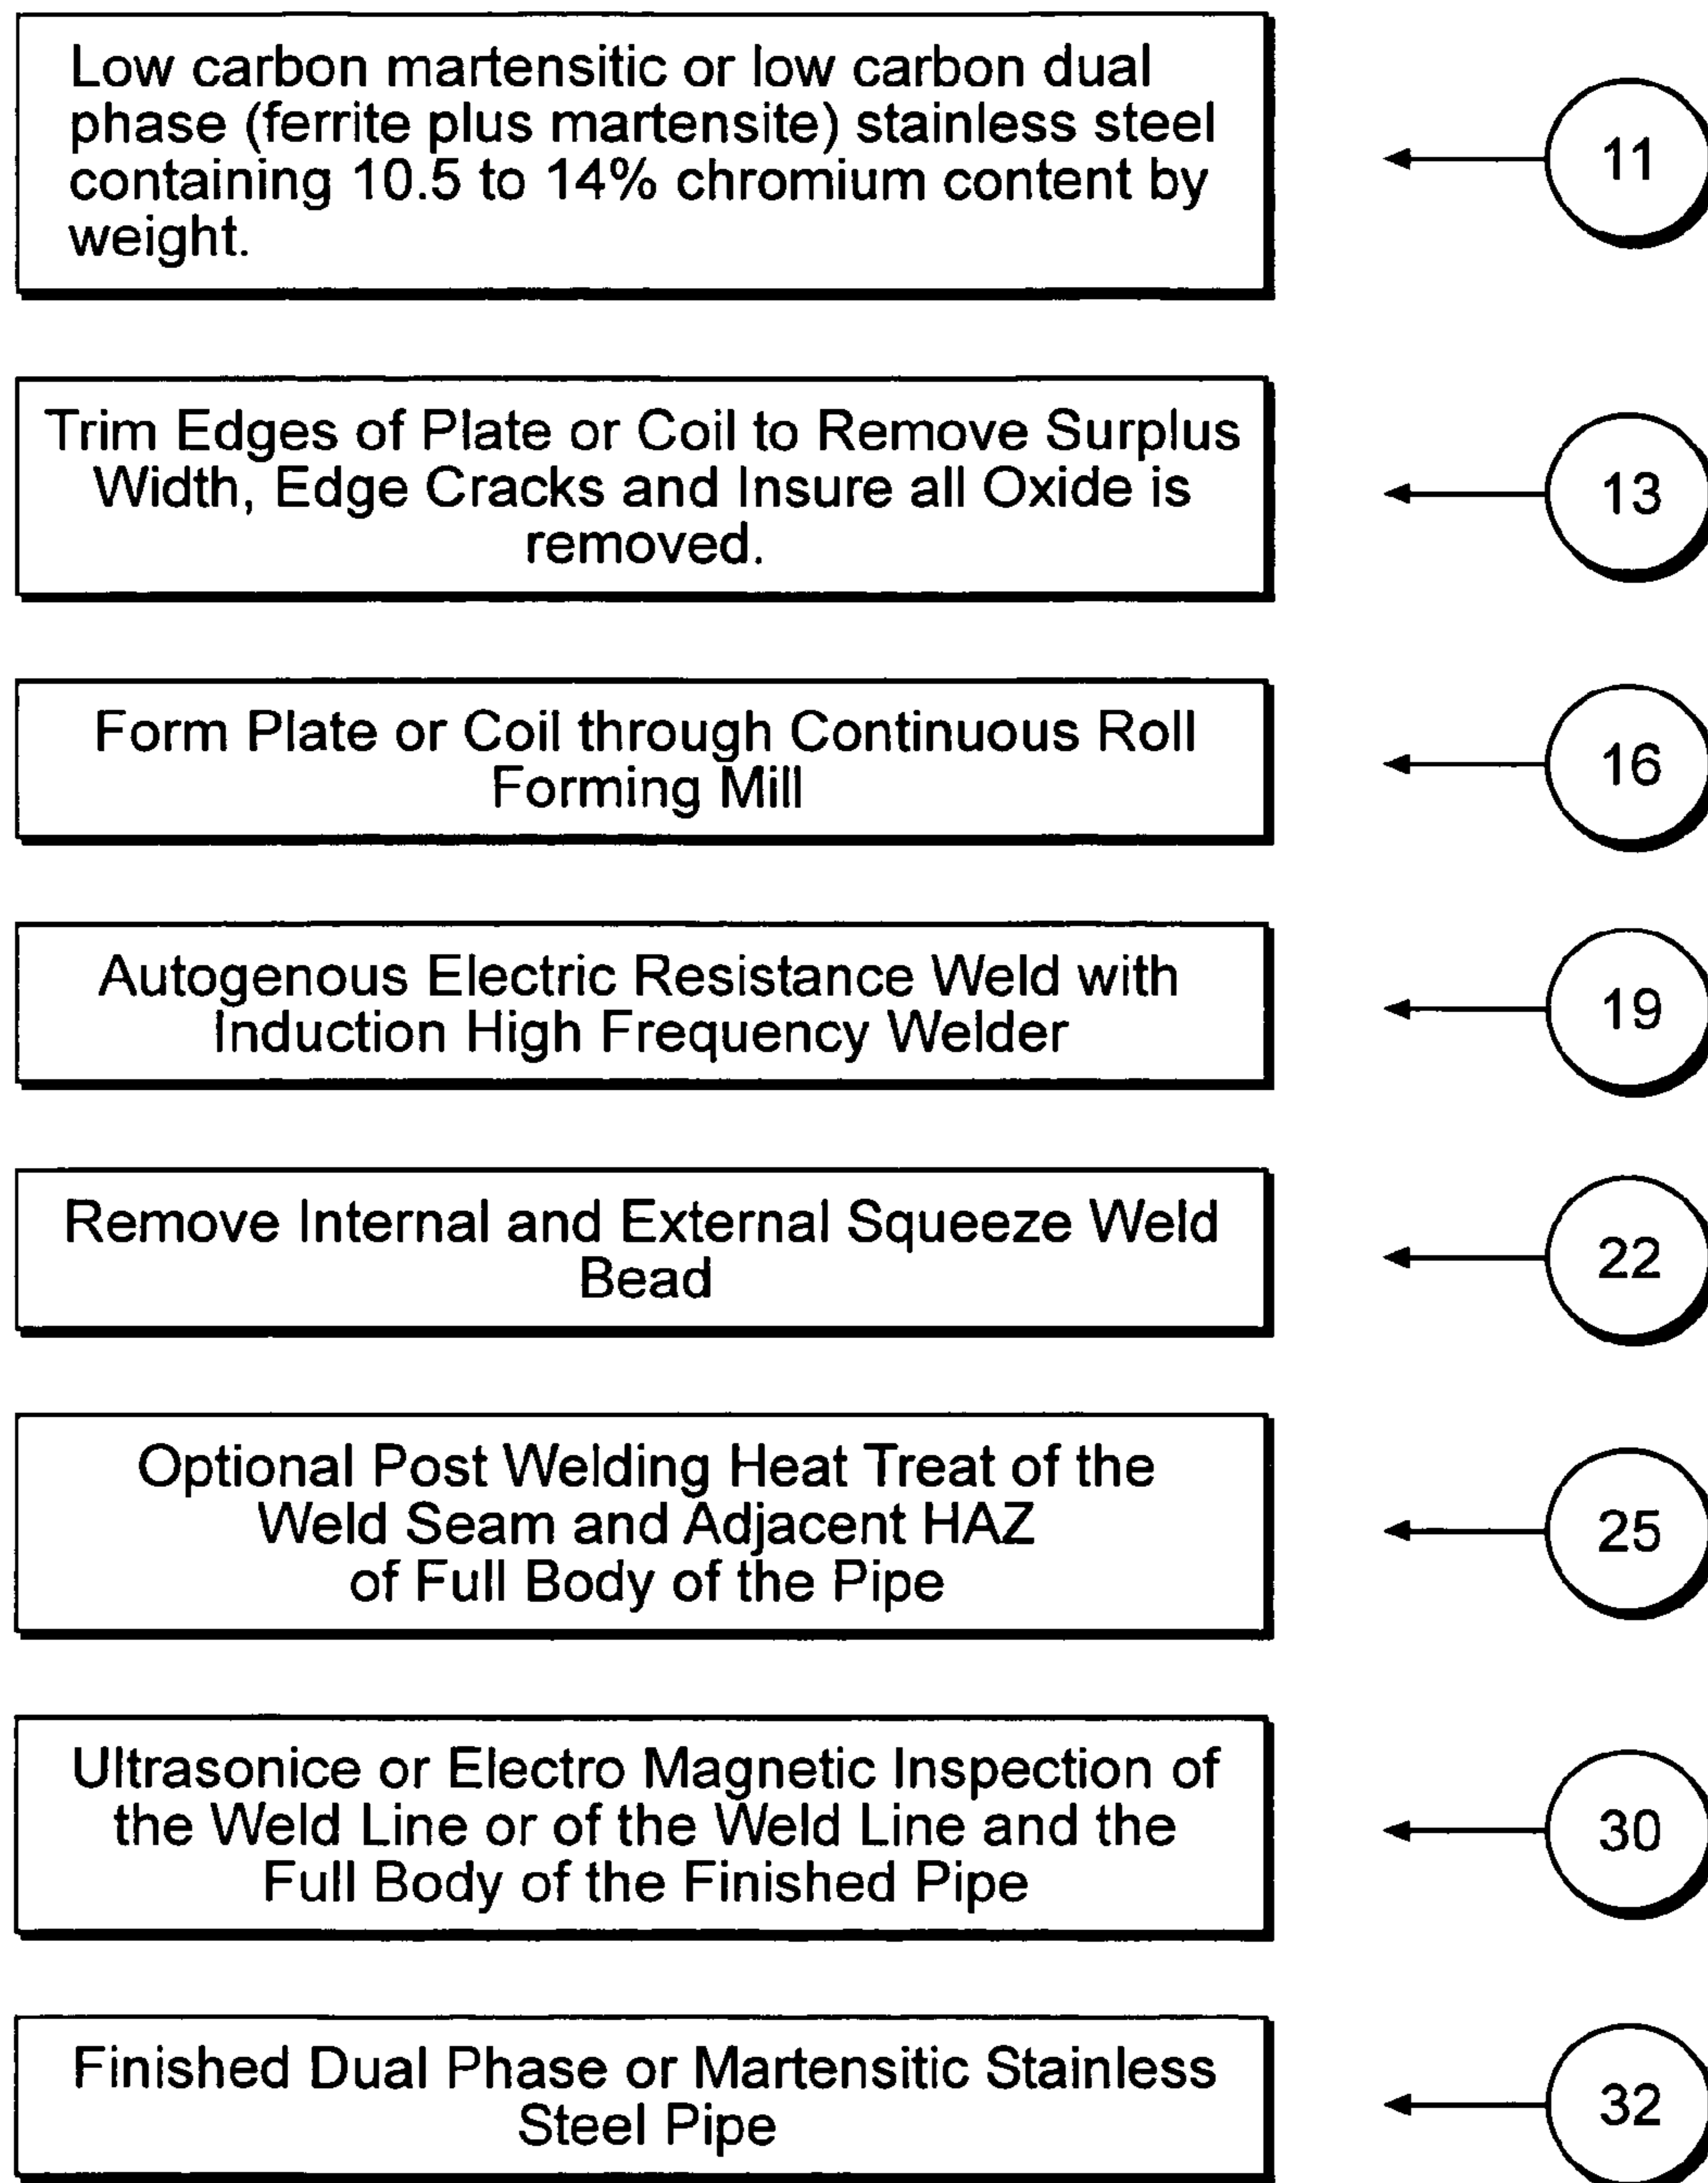 Low carbon martensitic or low carbon dual
phase (ferrite plus martensite) stainless steel
containing 10.5 to 14% chromium content by
weight.
11
Trim Edges of Plate or Coil to Remove Surplus
Width, Edge Cracks and Insure all Oxide is
removed.
13
Form Plate or Coil through Continuous Roll
Forming Mill
16
Autogenous Electric Resistance Weld with
Induction High Frequency Welder
19
Remove Internal and External Squeeze Weld
Bead
22
Optional Post Welding Heat Treat of the
Weld Seam and Adjacent HAZ
of Full Body of the Pipe
25
Ultrasonice or Electro Magnetic Inspection of
the Weld Line or of the Weld Line and the
Full Body of the Finished Pipe
30
Finished Dual Phase or Martensitic Stainless
Steel Pipe
32